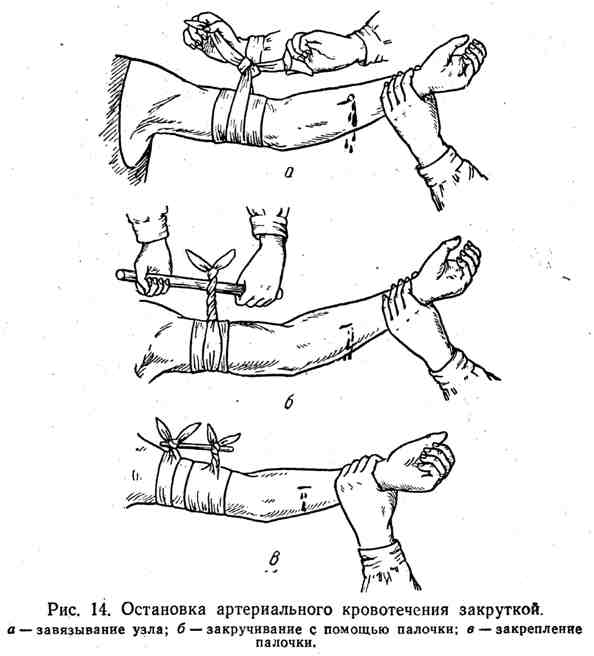 а
б
в
Рис. 14. Остановка артериального кровотечения закруткой.
а — завязывание узла; б — закручивание с помощью палочки; в — закрепление
палочки.